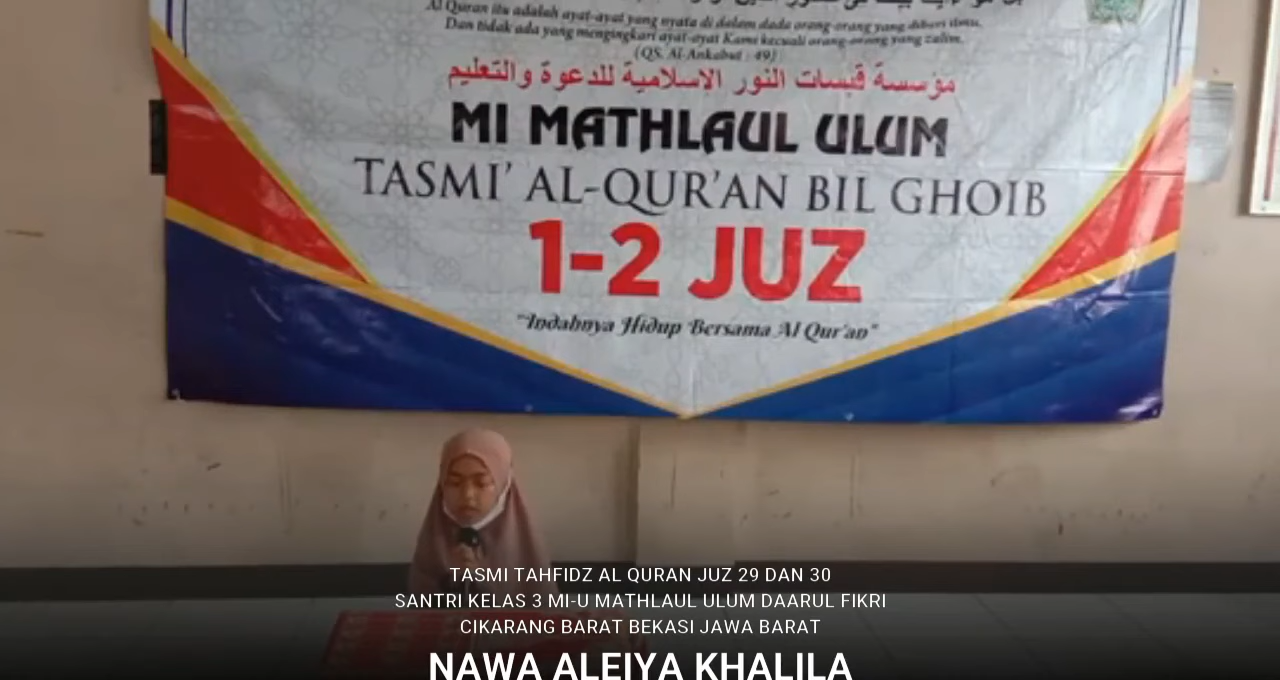 Al Quran itu adalah ayat-ayat yang nyata di dalam dada orang-orang yang diberi ilmu.
Dan tidak ada yang mengingkari ayat-ayat Kami kecuali orang-orang yang zalim.
(QS. Al-Ankabut : 49)
مؤسسة قبسات النور الاسلامية للدعوة والتعليم
MI MATHLAUL ULUM
TASMI’ AL-QUR’AN BIL GHOIB
1-2 JUZ
"Indahnya Hidup Bersama Al Qur'an"
TASMI TAHFIDZ AL QURAN JUZ 29 DAN 30
SANTRI KELAS 3 MI-U MATHLAUL ULUM DAARUL FIKRI
CIKARANG BARAT BEKASI JAWA BARAT
NAWA ALEIYA KHALILA